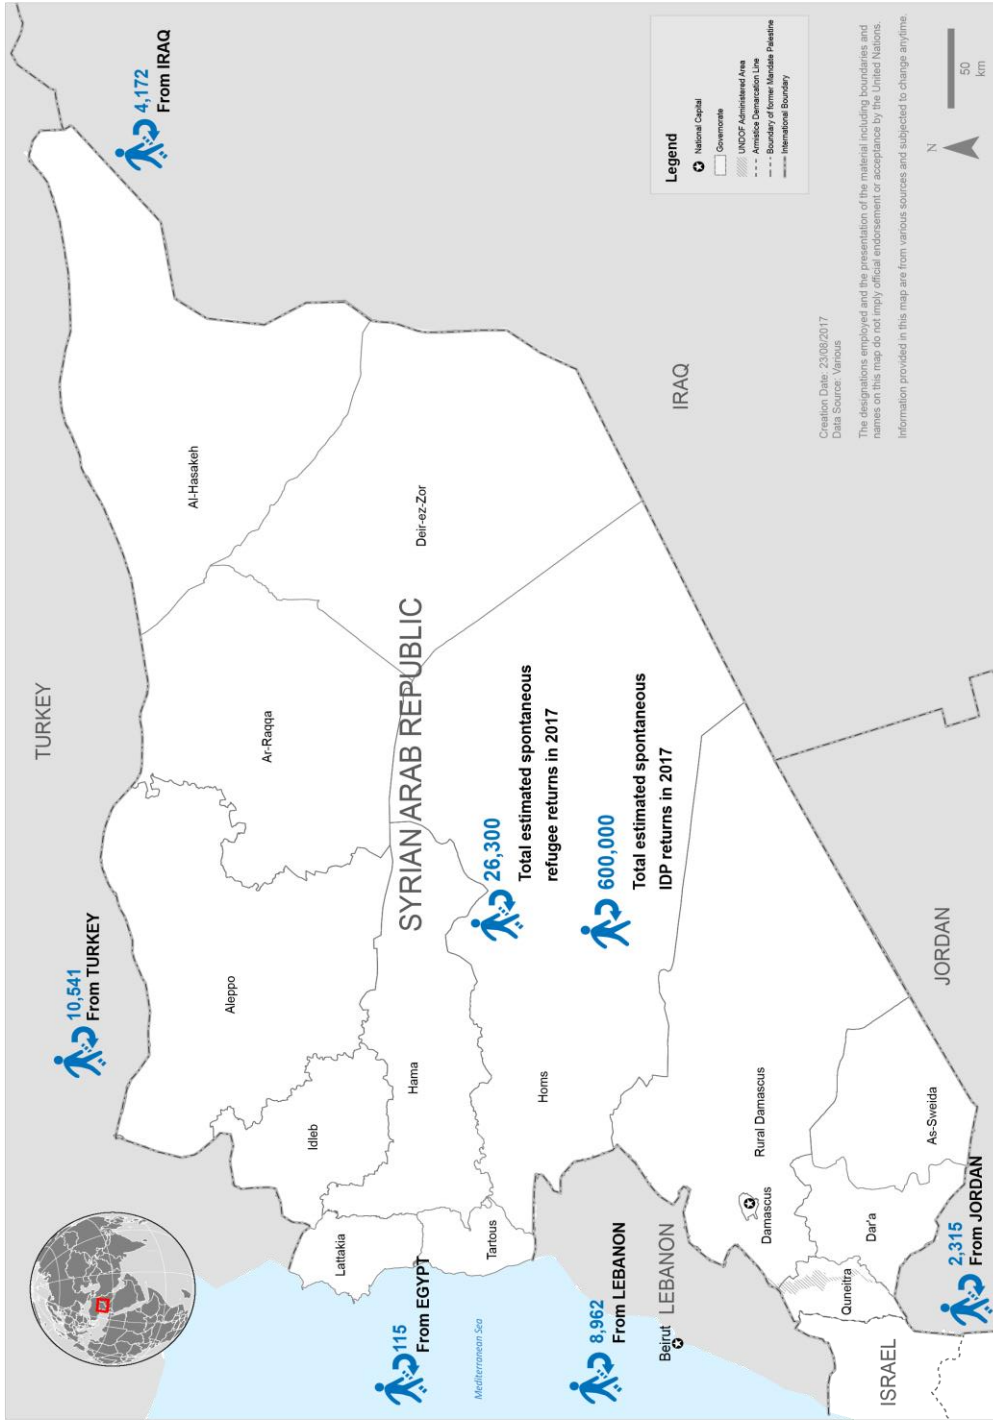 TURKEY
4,172
From IRAQ
10,541
From TURKEY
Al-Hasakeh
Ar-Raqqa
Aleppo
Idleb
Lattakia
Hama
Deir-ez-Zor
SYRIAN ARAB REPUBLIC
115
From EGYPT
Tartous
Mediterranean Sea
26,300
Total estimated spontaneous
refugee returns in 2017
Homs
600,000
Total estimated spontaneous
IDP returns in 2017
8,962
From LEBANON
Beirut
LEBANON
IRAQ
Damascus
Rural Damascus
Quneitra
Dar'a
As-Sweida
ISRAEL
2,315
From JORDAN
JORDAN
Legend
National Capital
Governorate
UNDOF Administered Area
Armistice Demarcation Line
Boundary of former Mandate Palestine
International Boundary
Creation Date: 23/08/2017
Data Source: Various
The designations employed and the presentation of the material including boundaries and
names on this map do not imply official endorsement or acceptance by the United Nations.
Information provided in this map are from various sources and subjected to change anytime.
N
50
km